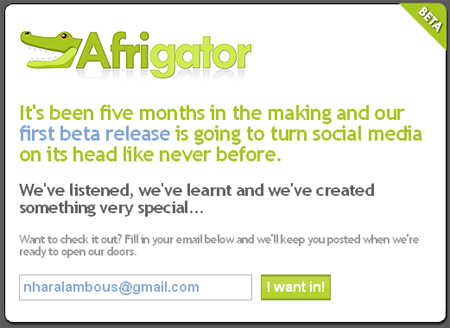 BETA
Afrigator
It's been five months in the making and our
first beta release is going to turn social media
on its head like never before.
We've listened, we've learnt and we've created
something very special...
Want to check it out? Fill in your email below and we'll keep you posted when we're
ready to open our doors.
nharalambous@gmail.com I want in!